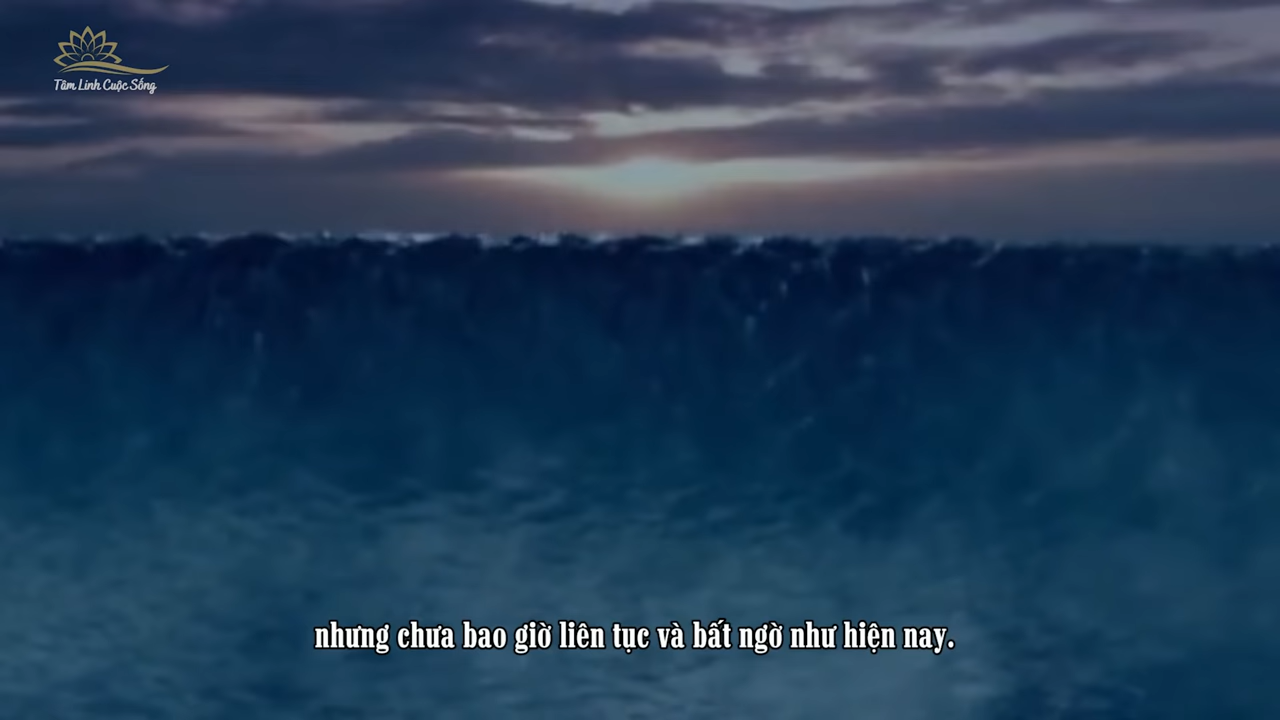 Tâm Linh Cuộc Sống
nhưng chưa bao giờ liên tục và bất ngờ như hiện nay.